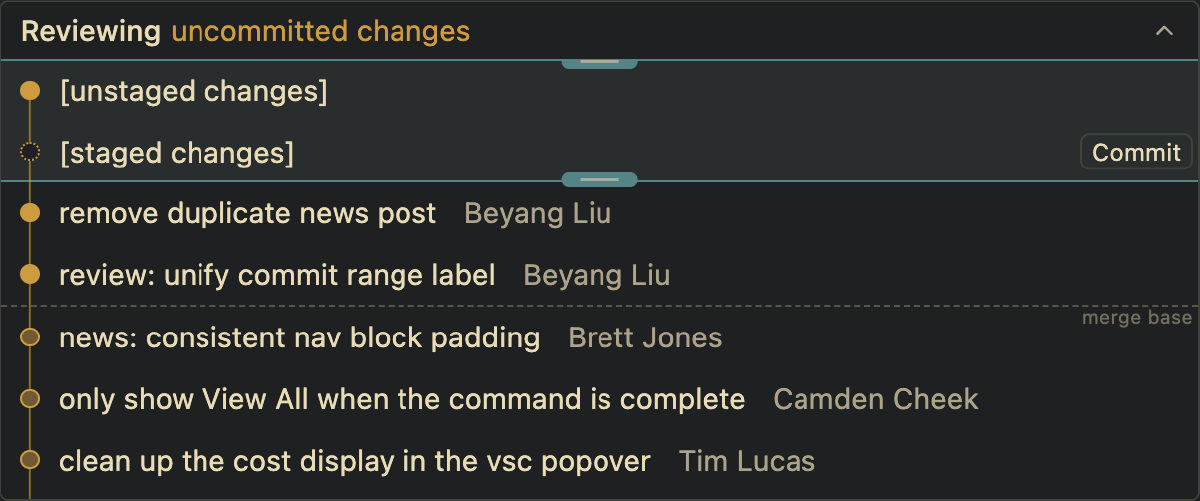 Reviewing uncommitted changes
[unstaged changes]
[staged changes] Commit
remove duplicate news post Beyang Liu
review: unify commit range label Beyang Liu
merge base
news: consistent nav block padding Brett Jones
only show View All when the command is complete Camden Cheek
clean up the cost display in the vsc popover Tim Lucas